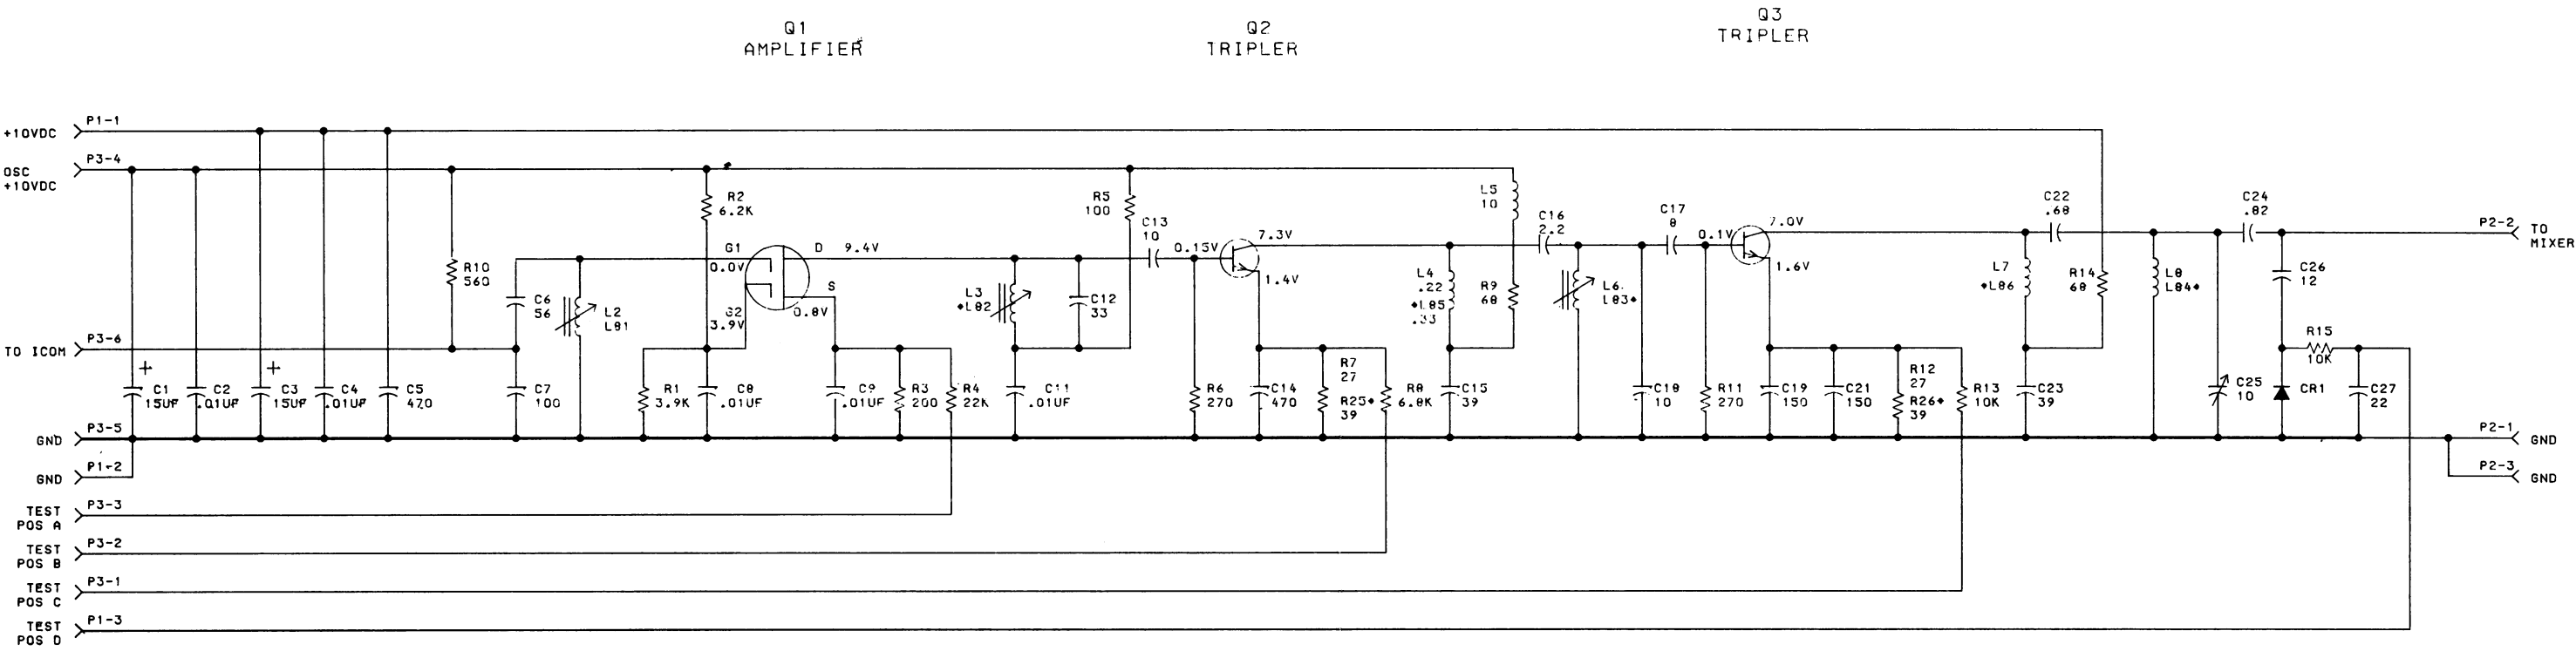 Q1
AMPLIFIER
Q2
TRIPLER
Q3
TRIPLER
+10VDC
P1-1
OSC
+10VDC
P3-4
R2
6.2K
R5
100
C13
10
L5
10
C16
2.2
C17
8
C22
.68
C24
.82
P2-2
TO
MIXER
G1
0.0V
D
9.4V
0.15V
7.3V
1.4V
0.1V
7.0V
1.6V
R10
560
C6
56
L2
L81
G2
3.9V
S
0.8V
L3
*L82
C12
33
L4
.22
*L85
.33
R9
68
L6
L83*
L7
*L86
R14
68
L8
L84*
C26
12
R15
10K
TO ICOM
P3-6
+
C1
15UF
C2
.01UF
+
C3
15UF
C4
.01UF
C5
470
C7
100
R1
3.9K
C8
.01UF
C9
.01UF
R3
200
R4
22K
C11
.01UF
R6
270
C14
470
R7
27
R25*
39
R8
6.8K
C15
39
C18
10
R11
270
C19
150
C21
150
R12
27
R26*
39
R13
10K
C23
39
C25
10
CR1
C27
22
GND
P3-5
GND
P1-2
P2-1
GND
P2-3
GND
TEST
POS A
P3-3
TEST
POS B
P3-2
TEST
POS C
P3-1
TEST
POS D
P1-3